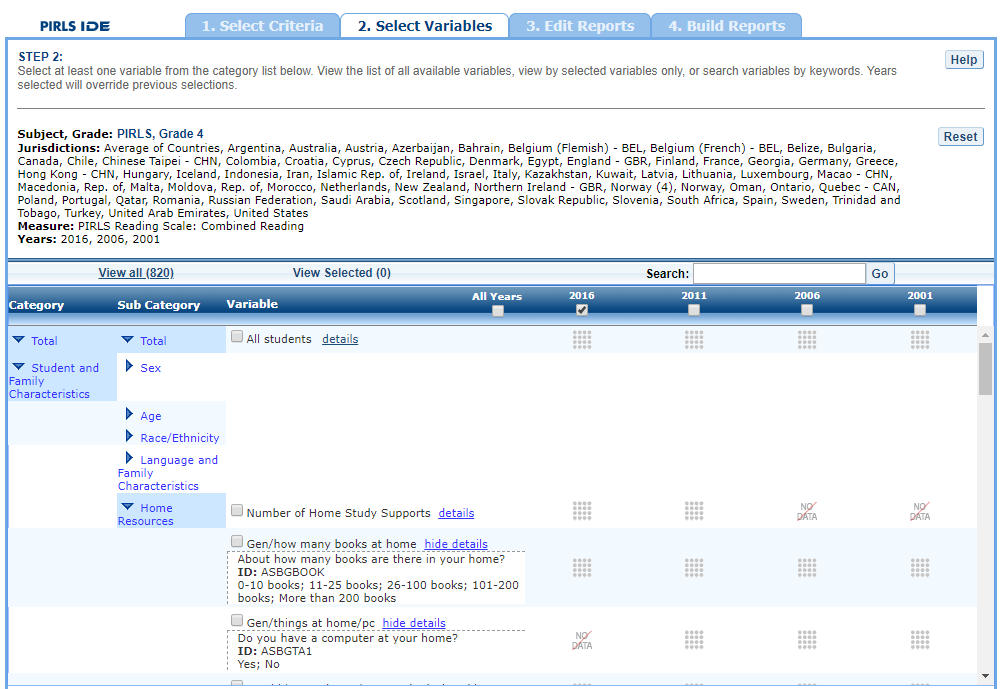 PIRLS IDE
1. Select Criteria
2. Select Variables
3. Edit Reports
4. Build Reports
STEP 2:
Help
Select at least one variable from the category list below. View the list of all available variables, view by selected variables only, or search variables by keywords. Years
selected will override previous selections.
Subject, Grade: PIRLS, Grade 4
Reset
Jurisdictions: Average of Countries, Argentina, Australia, Austria, Azerbaijan, Bahrain, Belgium (Flemish) - BEL, Belgium (French) - BEL, Belize, Bulgaria,
Canada, Chile, Chinese Taipei - CHN, Colombia, Croatia, Cyprus, Czech Republic, Denmark, Egypt, England - GBR, Finland, France, Georgia, Germany, Greece,
Hong Kong - CHN, Hungary, Iceland, Indonesia, Iran, Islamic Rep. of, Ireland, Israel, Italy, Kazakhstan, Kuwait, Latvia, Lithuania, Luxembourg, Macao - CHN,
Macedonia, Rep. of, Malta, Moldova, Rep. of, Morocco, Netherlands, New Zealand, Northern Ireland - GBR, Norway (4), Norway, Oman, Ontario, Quebec - CAN,
Poland, Portugal, Qatar, Romania, Russian Federation, Saudi Arabia, Scotland, Singapore, Slovak Republic, Slovenia, South Africa, Spain, Sweden, Trinidad and
Tobago, Turkey, United Arab Emirates, United States
Measure: PIRLS Reading Scale: Combined Reading
Years: 2016, 2006, 2001
View all (820)
View Selected (0)
Search:
Go
Category
Sub Category
Variable
All Years
2016
2011
2006
2001
Total
Total
All students details
Student and
Family
Characteristics
Sex
Age
Race/Ethnicity
Language and
Family
Characteristics
Home
Resources
Number of Home Study Supports details
NO
DATA
NO
DATA
Gen/how many books at home hide details
About how many books are there in your home?
ID: ASBGBOOK
0-10 books; 11-25 books; 26-100 books; 101-200
books; More than 200 books
Gen/things at home/pc hide details
Do you have a computer at your home?
ID: ASBGTA1
Yes; No
NO
DATA